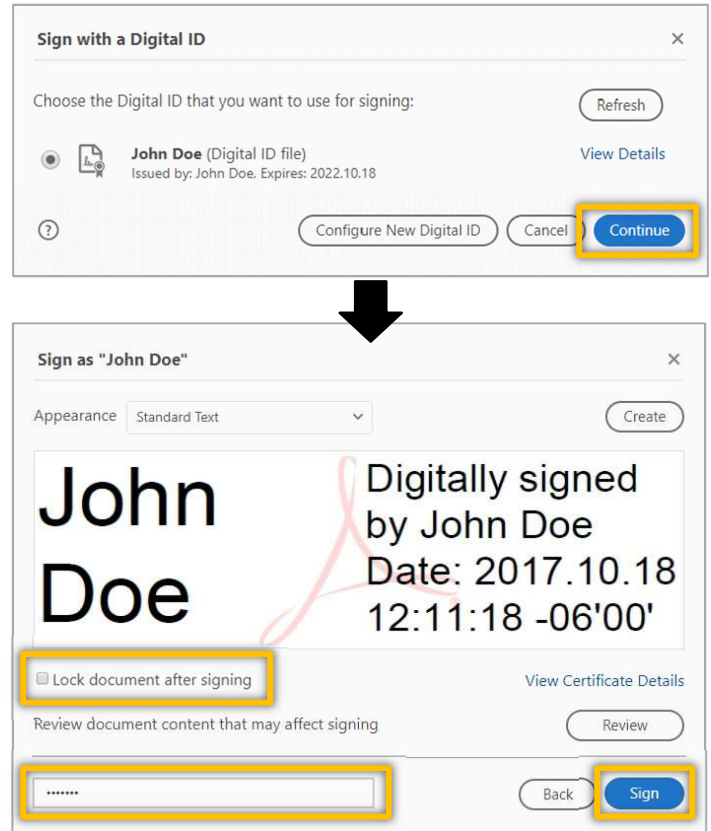 Sign with a Digital ID
Choose the Digital ID that you want to use for signing:
Refresh
John Doe (Digital ID file)
View Details
Issued by: John Doe, Expires: 2022.10.18
?
Configure New Digital ID
Cancel
Continue
Sign as "John Doe"
Appearance
Standard Text
Create
John
Doe
Digitally signed
by John Doe
Date: 2017.10.18
12:11:18 -06'00'
Lock document after signing
View Certificate Details
Review document content that may affect signing
Review
•••••••
Back
Sign